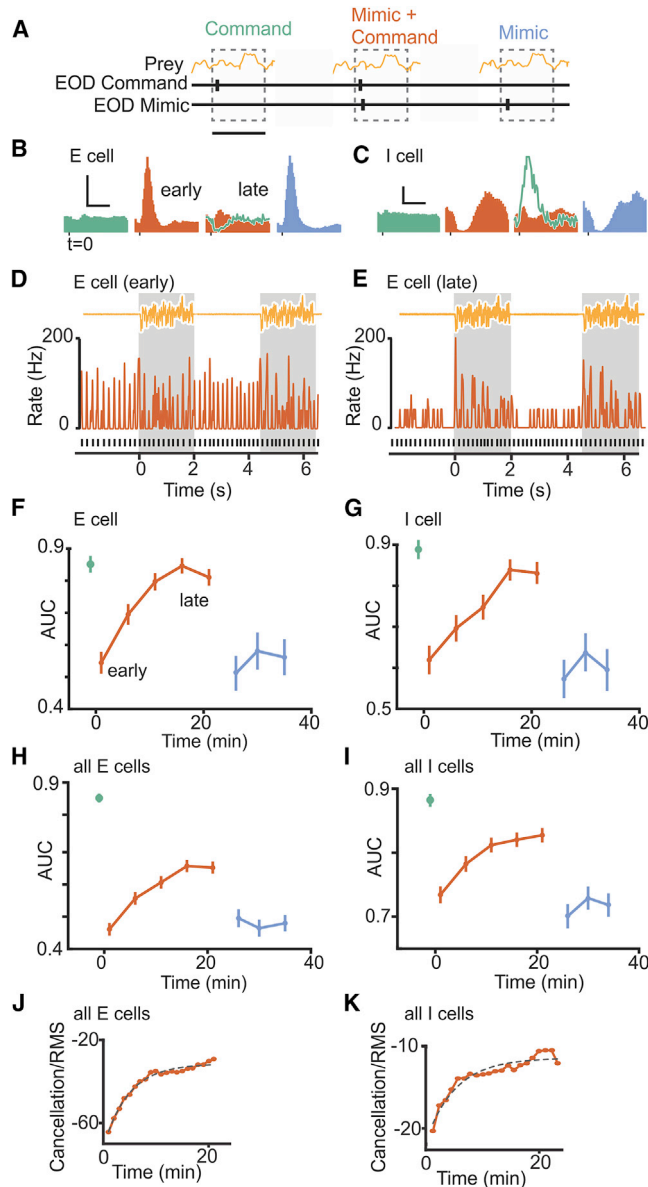 A
Command
Mimic +
Command
Mimic
Prey
EOD Command
EOD Mimic
B
E cell
early
late
t=0
C
I cell
D
E cell (early)
200
Rate (Hz)
0
0 2 4 6
Time (s)
E
E cell (late)
200
Rate (Hz)
0
0 2 4 6
Time (s)
F
E cell
0.9
AUC
0.4
early
late
0 20 40
Time (min)
G
I cell
0.9
AUC
0.5
0 20 40
Time (min)
H
all E cells
0.9
AUC
0.4
0 20 40
Time (min)
I
all I cells
0.9
AUC
0.7
0 20 40
Time (min)
J
all E cells
-20
Cancellation/RMS
-60
0 20
Time (min)
K
all I cells
-10
Cancellation/RMS
-20
0 20
Time (min)